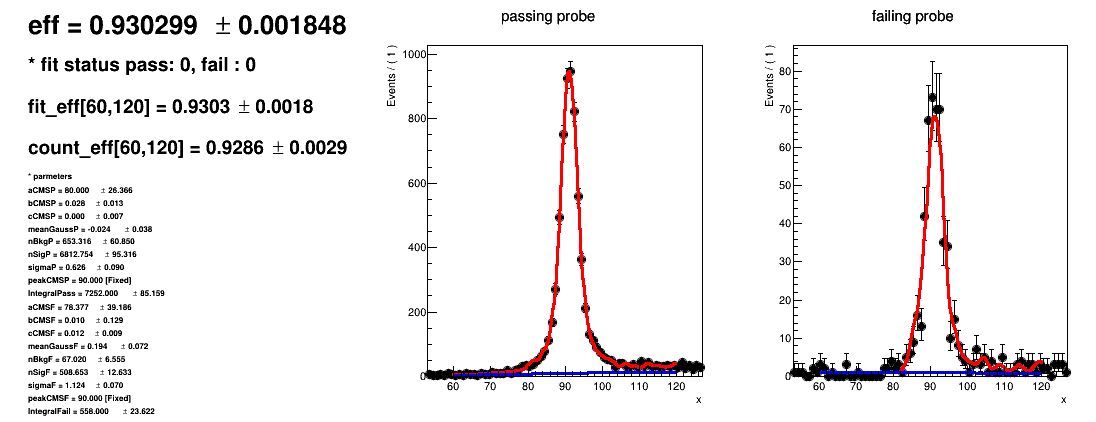 eff = 0.930299 ± 0.001848
* fit status pass: 0, fail : 0
fit_eff[60,120] = 0.9303 ± 0.0018
count_eff[60,120] = 0.9286 ± 0.0029
* parmeters
aCMSP = 80.000 ± 26.366
bCMSP = 0.028 ± 0.013
cCMSP = 0.000 ± 0.007
meanGaussP = -0.024 ± 0.038
nBkgP = 653.316 ± 60.850
nSigP = 6812.754 ± 95.316
sigmaP = 0.626 ± 0.090
peakCMSP = 90.000 [Fixed]
IntegralPass = 7252.000 ± 85.159
aCMSF = 78.377 ± 39.186
bCMSF = 0.010 ± 0.129
cCMSF = 0.012 ± 0.009
meanGaussF = 0.194 ± 0.072
nBkgF = 67.020 ± 6.555
nSigF = 508.653 ± 12.633
sigmaF = 1.124 ± 0.070
peakCMSF = 90.000 [Fixed]
IntegralFail = 558.000 ± 23.622
passing probe
Events / ( 1 )
1000
800
600
400
200
0
60 70 80 90 100 110 120
x
failing probe
Events / ( 1 )
80
70
60
50
40
30
20
10
0
60 70 80 90 100 110 120
x